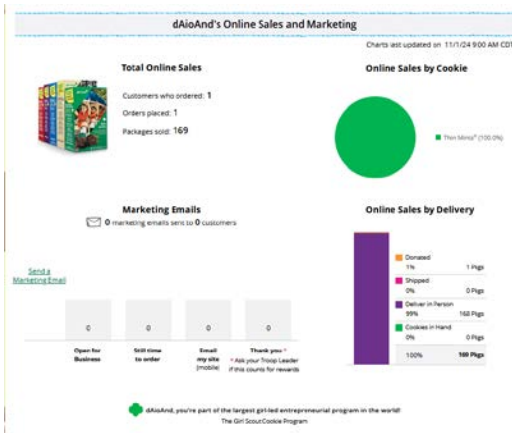 dAioAnd's Online Sales and Marketing
Charts last updated on 11/1/24 9:00 AM CDT
Total Online Sales
Customers who ordered: 1
Orders placed: 1
Packages sold: 169
Online Sales by Cookie
Thin Mints® (100.0%)
Marketing Emails
0 marketing emails sent to 0 customers
Send a
Marketing Email
0 0 0 0
Open for
Business
Still time
to order
Email
my site
(mobile)
Thank you *
* Ask your Troop Leader
if this counts for rewards
Online Sales by Delivery
Donated
1% 1 Pkgs
Shipped
0% 0 Pkgs
Deliver in Person
99% 168 Pkgs
Cookies in Hand
0% 0 Pkgs
100% 169 Pkgs
dAioAnd, you're part of the largest girl-led entrepreneurial program in the world!
The Girl Scout Cookie Program